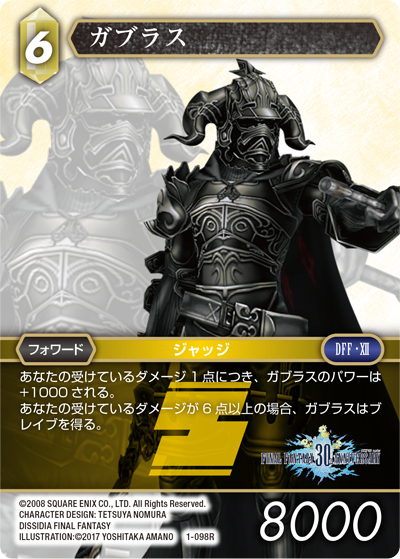 6
ガブラス
フォワード
ジャッジ
DFF・XII
あなたの受けているダメージ1点につき、ガブラスのパワーは
+1000される。
あなたの受けているダメージが6点以上の場合、ガブラスはブ
レイブを得る。
FINAL FANTASY 30th ANNIVERSARY
©2008 SQUARE ENIX CO., LTD. All Rights Reserved.
CHARACTER DESIGN: TETSUYA NOMURA
DISSIDIA FINAL FANTASY
ILLUSTRATION:©2017 YOSHITAKA AMANO
1-098R
8000